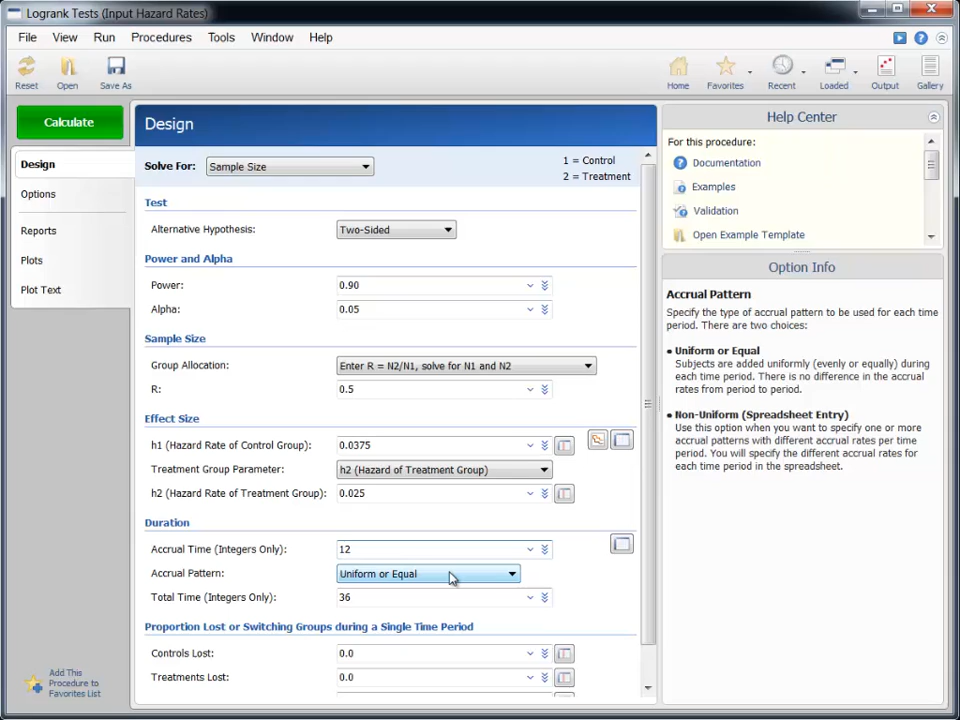 Logrank Tests (Input Hazard Rates)
File View Run Procedures Tools Window Help
Reset Open Save As Home Favorites Recent Loaded Output Gallery
Calculate
Design
Options
Reports
Plots
Plot Text
Add This
Procedure to
Favorites List
Design
Solve For: Sample Size
1 = Control
2 = Treatment
Test
Alternative Hypothesis: Two-Sided
Power and Alpha
Power: 0.90
Alpha: 0.05
Sample Size
Group Allocation: Enter R = N2/N1, solve for N1 and N2
R: 0.5
Effect Size
h1 (Hazard Rate of Control Group): 0.0375
Treatment Group Parameter: h2 (Hazard of Treatment Group)
h2 (Hazard Rate of Treatment Group): 0.025
Duration
Accrual Time (Integers Only): 12
Accrual Pattern: Uniform or Equal
Total Time (Integers Only): 36
Proportion Lost or Switching Groups during a Single Time Period
Controls Lost: 0.0
Treatments Lost: 0.0
Help Center
For this procedure:
Documentation
Examples
Validation
Open Example Template
Option Info
Accrual Pattern
Specify the type of accrual pattern to be used for each time
period. There are two choices:
• Uniform or Equal
Subjects are added uniformly (evenly or equally) during
each time period. There is no difference in the accrual
rates from period to period.
• Non-Uniform (Spreadsheet Entry)
Use this option when you want to specify one or more
accrual patterns with different accrual rates per time
period. You will specify the different accrual rates for
each time period in the spreadsheet.